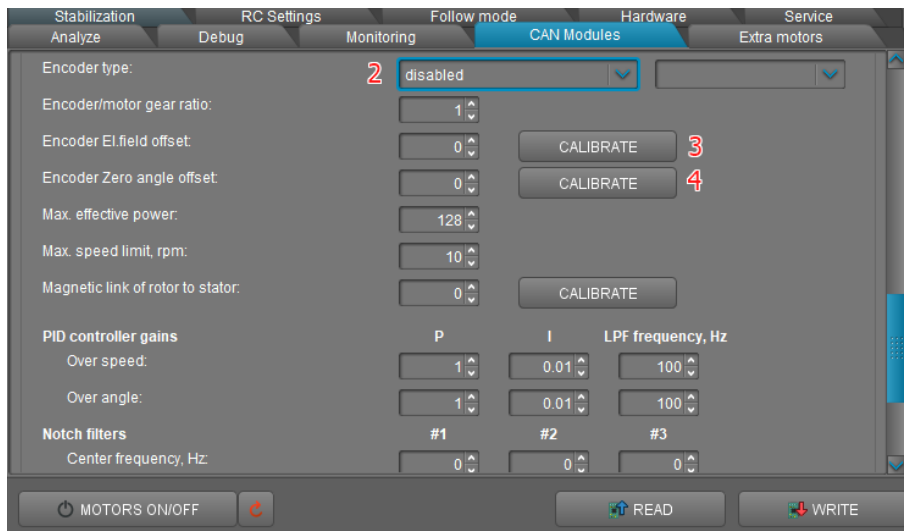 Stabilization RC Settings Follow mode Hardware Service
Analyze Debug Monitoring CAN Modules Extra motors
Encoder type: 2 disabled
Encoder/motor gear ratio: 1
Encoder El.field offset: 0 CALIBRATE 3
Encoder Zero angle offset: 0 CALIBRATE 4
Max. effective power: 128
Max. speed limit, rpm: 10
Magnetic link of rotor to stator: 0 CALIBRATE
PID controller gains P I LPF frequency, Hz
Over speed: 1 0.01 100
Over angle: 1 0.01 100
Notch filters #1 #2 #3
Center frequency, Hz: 0 0 0
MOTORS ON/OFF READ WRITE